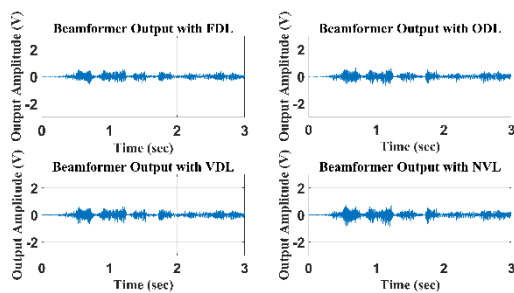 Beamformer Output with FDL
Output Amplitude (V)
2
0
-2
0
1
2
3
Time (sec)
Beamformer Output with ODL
Output Amplitude (V)
2
0
-2
0
1
2
3
Time (sec)
Beamformer Output with VDL
Output Amplitude (V)
2
0
-2
0
1
2
3
Time (sec)
Beamformer Output with NVL
Output Amplitude (V)
2
0
-2
0
1
2
3
Time (sec)